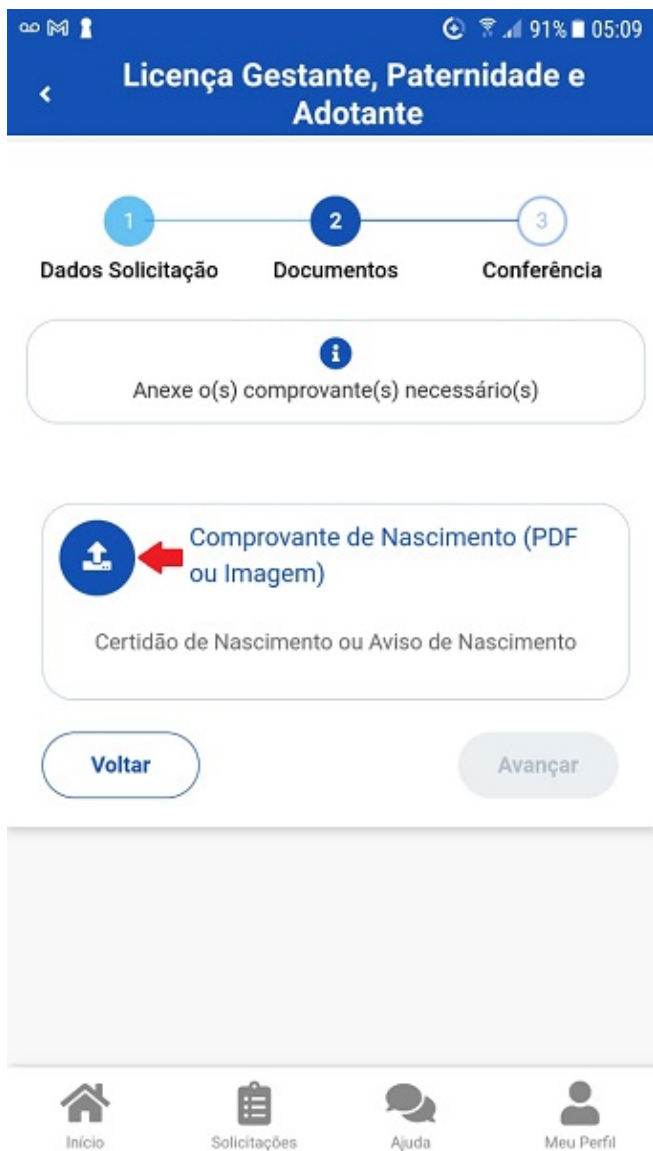 91% 05:09
Licença Gestante, Paternidade e
Adotante
1 2 3
Dados Solicitação Documentos Conferência
Anexe o(s) comprovante(s) necessário(s)
Comprovante de Nascimento (PDF
ou Imagem)
Certidão de Nascimento ou Aviso de Nascimento
Voltar Avançar
Início Solicitações Ajuda Meu Perfil